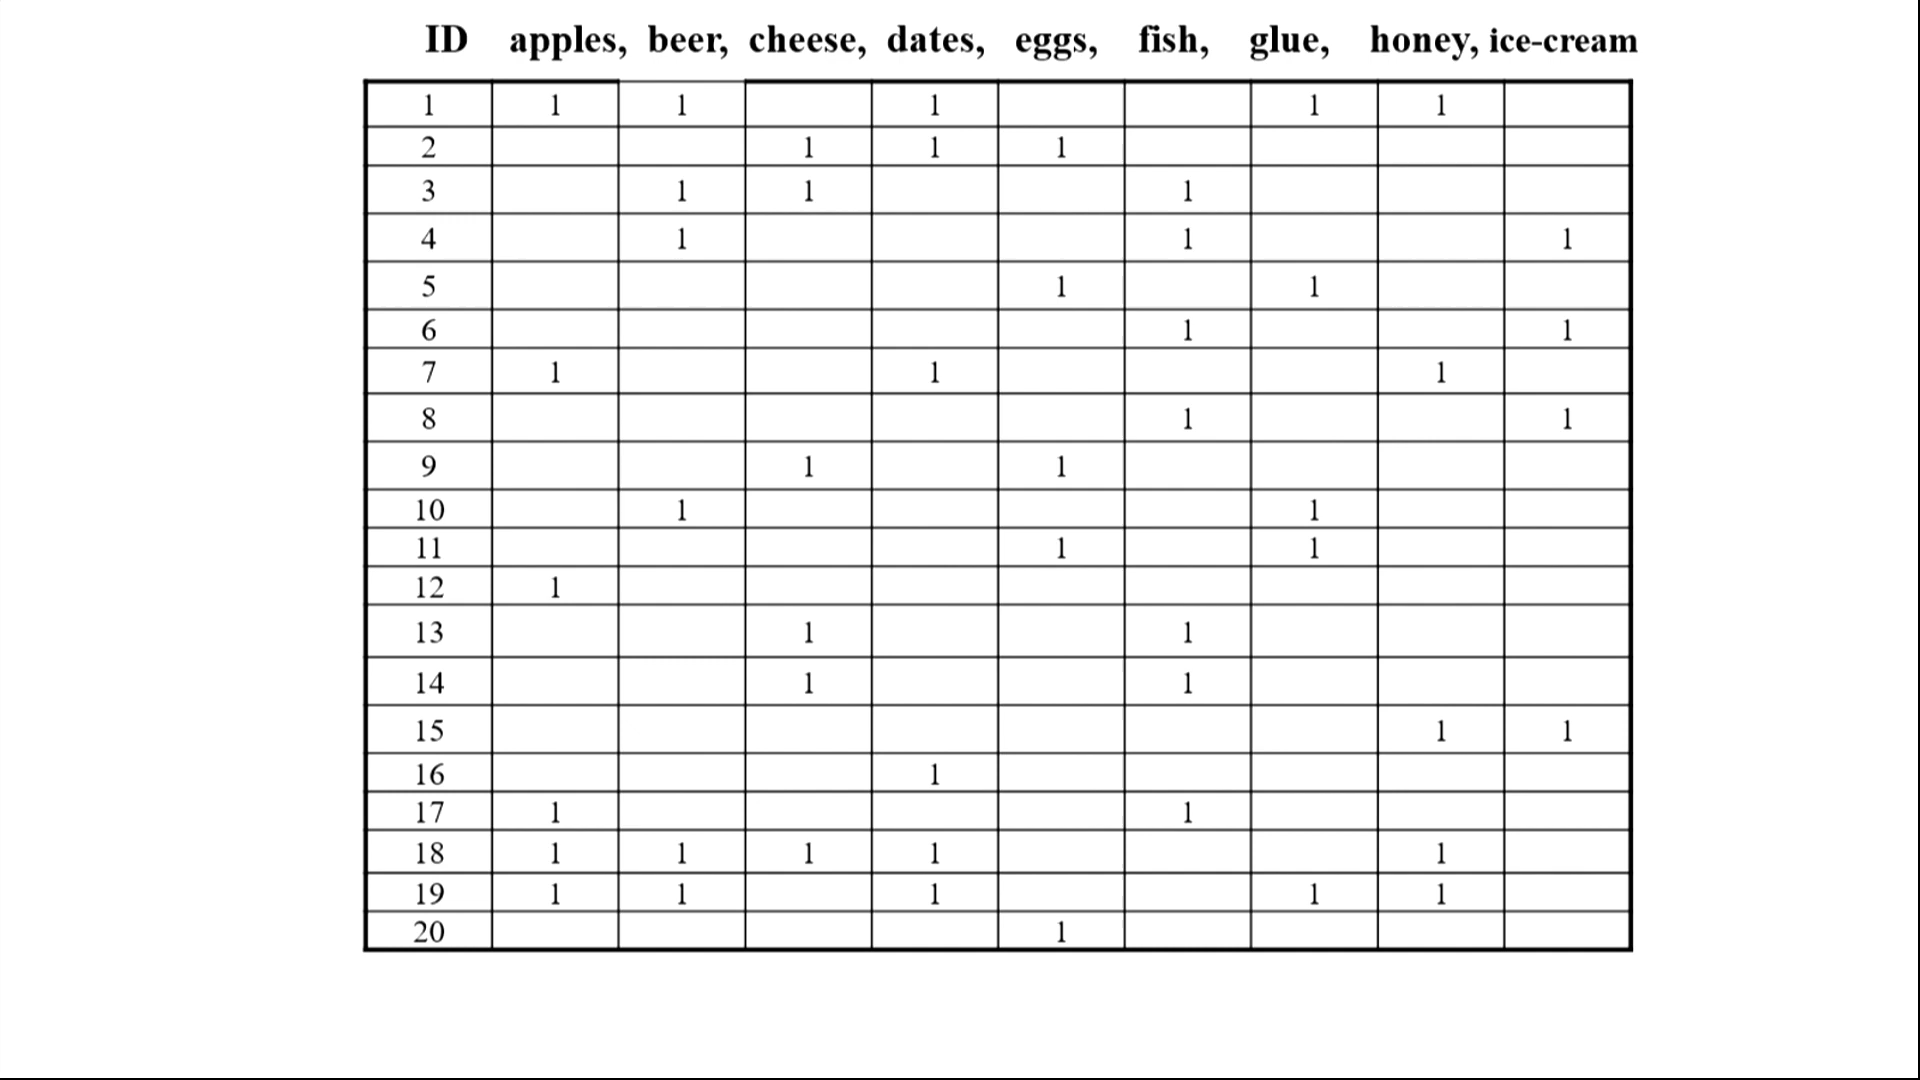 ID apples, beer, cheese, dates, eggs, fish, glue, honey, ice-cream
1 1 1 1 1 1
2 1 1 1
3 1 1 1
4 1 1 1
5 1 1
6 1 1
7 1 1 1
8 1 1
9 1 1
10 1 1
11 1 1
12 1
13 1 1
14 1 1
15 1 1
16 1
17 1 1
18 1 1 1 1 1
19 1 1 1 1 1
20 1